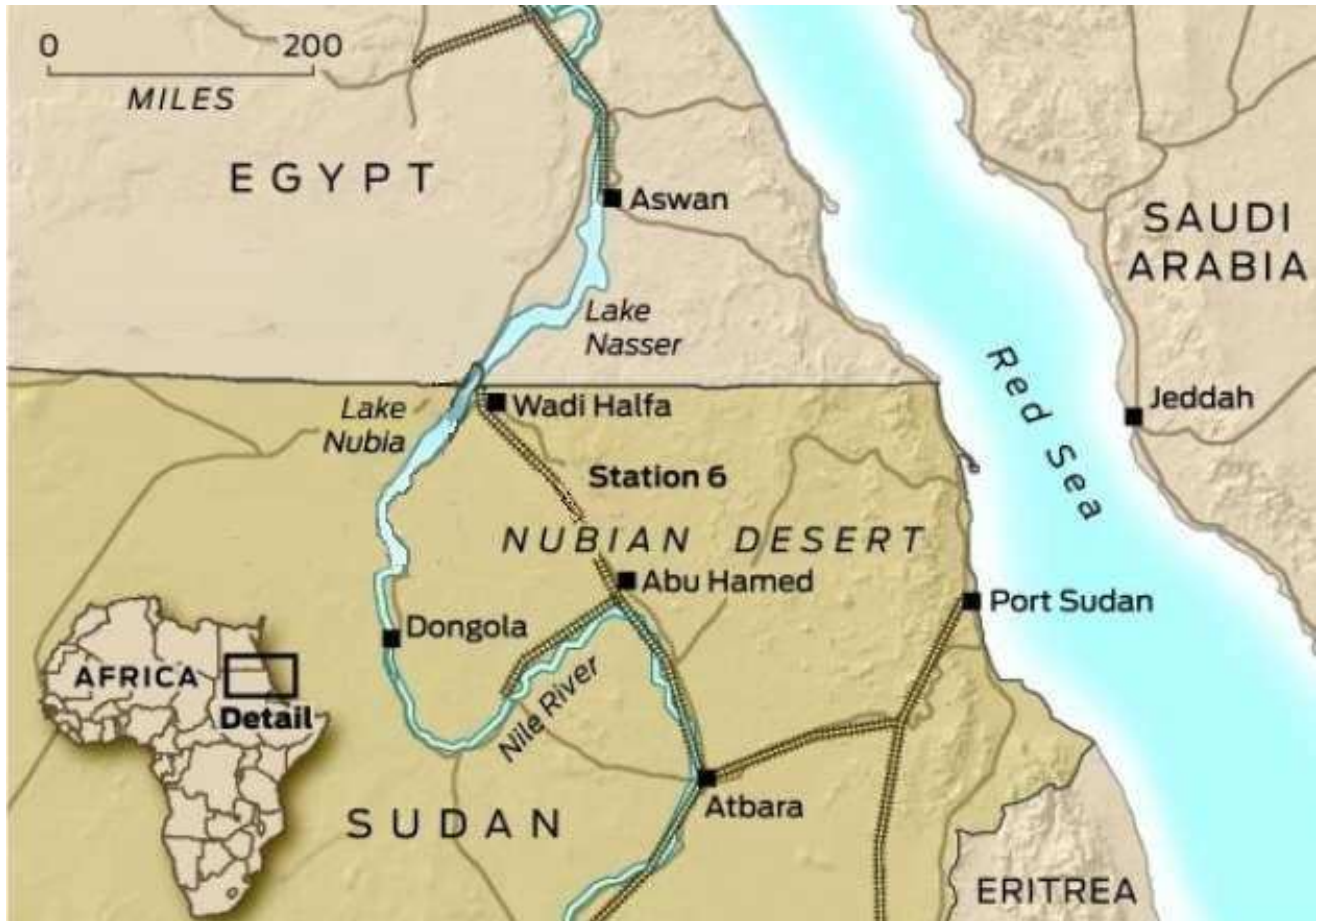 0 200
MILES
EGYPT
Aswan
SAUDI
ARABIA
Lake
Nasser
Red Sea
Lake
Nubia
Wadi Halfa
Jeddah
Station 6
NUBIAN DESERT
Abu Hamed
Port Sudan
Dongola
AFRICA
Detail
Nile River
Atbara
SUDAN
ERITREA